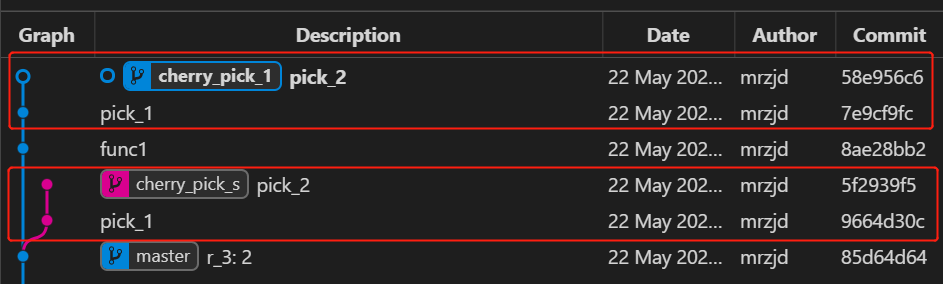 Graph Description Date Author Commit
cherry_pick_1 pick_2 22 May 202... mrzjd 58e956c6
pick_1 22 May 202... mrzjd 7e9cf9fc
func1 22 May 202... mrzjd 8ae28bb2
cherry_pick_s pick_2 22 May 202... mrzjd 5f2939f5
pick_1 22 May 202... mrzjd 9664d30c
master r_3: 2 22 May 202... mrzjd 85d64d64